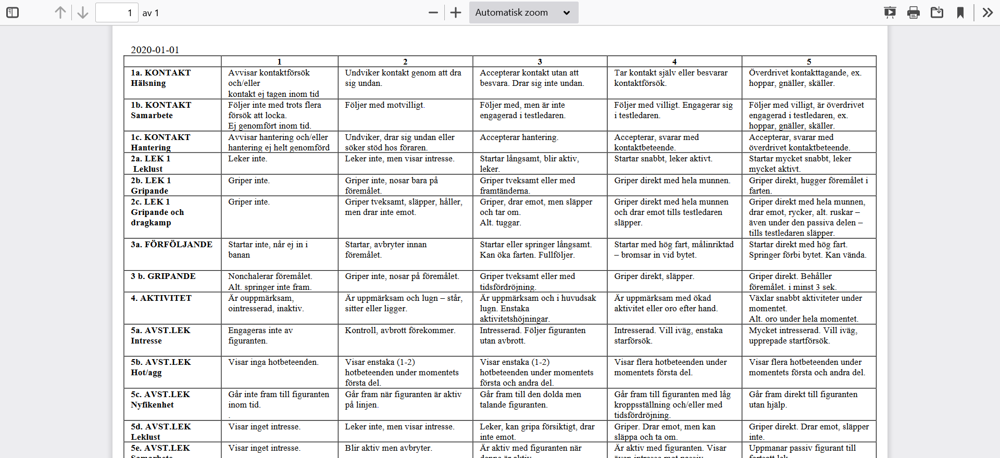 1 av 1
Automatisk zoom
2020-01-01
1 2 3 4 5
1a. KONTAKT
Hälsning
Avvisar kontaktförsök
och/eller
kontakt ej tagen inom tid
Undviker kontakt genom att dra
sig undan.
Accepterar kontakt utan att
besvara. Drar sig inte undan.
Tar kontakt själv eller besvarar
kontaktförsök.
Överdrivet kontakttagande, ex.
hoppar, gnäller, skäller.
1b. KONTAKT
Samarbete
Följer inte med trots flera
försök att locka.
Ej genomfört inom tid.
Följer med motvilligt.
Följer med, men är inte
engagerad i testledaren.
Följer med villigt. Engagerar sig
i testledaren.
Följer med villigt, är överdrivet
engagerad i testledaren, ex.
hoppar, gnäller, skäller.
1c. KONTAKT
Hantering
Avvisar hantering och/eller
hantering ej helt genomförd
Undviker, drar sig undan eller
söker stöd hos föraren.
Accepterar hantering.
Accepterar, svarar med
kontaktbeteende.
Accepterar, svarar med
överdrivet kontaktbeteende.
2a. LEK 1
Leklust
Leker inte.
Leker inte, men visar intresse.
Startar långsamt, blir aktiv,
leker.
Startar snabbt, leker aktivt.
Startar mycket snabbt, leker
mycket aktivt.
2b. LEK 1
Gripande
Griper inte.
Griper inte, nosar bara på
föremålet.
Griper tveksamt eller med
framtänderna.
Griper direkt med hela munnen.
Griper direkt, hugger föremålet i
farten.
2c. LEK 1
Gripande och
dragkamp
Griper inte.
Griper tveksamt, släpper, håller,
men drar inte emot.
Griper, drar emot, men släpper
och tar om.
Alt. tuggar.
Griper direkt med hela munnen
och drar emot tills testledaren
släpper.
Griper direkt med hela munnen,
drar emot, rycker, alt. ruskar –
även under den passiva delen –
tills testledaren släpper.
3a. FÖRFÖLJANDE
Startar inte, når ej in i
banan
Startar, avbryter innan
föremålet.
Startar eller springer långsamt.
Kan öka farten. Fullföljer.
Startar med hög fart, målinriktad
– bromsar in vid bytet.
Startar direkt med hög fart.
Springer förbi bytet. Kan vända.
3 b. GRIPANDE
Nonchalerar föremålet.
Alt. springer inte fram.
Griper inte, nosar på föremålet.
Griper tveksamt eller med
tidsfördröjning.
Griper direkt, släpper.
Griper direkt. Behåller
föremålet. i minst 3 sek.
4. AKTIVITET
Är ouppmärksam,
ointresserad, inaktiv.
Är uppmärksam och lugn – står,
sitter eller ligger.
Är uppmärksam och i huvudsak
lugn. Enstaka
aktivitetshöjningar.
Är uppmärksam med ökad
aktivitet eller oro efter hand.
Växlar snabbt aktiviteter under
momentet.
Alt. oro under hela momentet.
5a. AVST.LEK
Intresse
Engageras inte av
figuranten.
Kontroll, avbrott förekommer.
Intresserad. Följer figuranten
utan avbrott.
Intresserad. Vill iväg, enstaka
starförsök.
Mycket intresserad. Vill iväg,
upprepade startförsök.
5b. AVST.LEK
Hot/agg
Visar inga hotbeteenden.
Visar enstaka (1-2)
hotbeteenden under momentets
första del.
Visar enstaka (1-2)
hotbeteenden under momentets
första och andra del.
Visar flera hotbeteenden under
momentets första del.
Visar flera hotbeteenden under
momentets första och andra del.
5c. AVST.LEK
Nyfikenhet
Går inte fram till figuranten
inom tid.
.
Går fram när figuranten är aktiv
på linjen.
Går fram till den dolda men
talande figuranten.
Går fram till figuranten med låg
kroppsställning och/eller med
tidsfördröjning.
Går fram direkt till figuranten
utan hjälp.
5d. AVST.LEK
Leklust
Visar inget intresse.
Leker inte, men visar intresse.
Leker, kan gripa försiktigt, drar
inte emot.
Griper. Drar emot, men kan
släppa och ta om.
Griper direkt. Drar emot, släpper
inte.
5e. AVST.LEK
Samarbete
Visar inget intresse.
Blir aktiv men avbryter.
Är aktiv med figuranten när
denne är aktiv.
Är aktiv med figuranten. Visar
även intresse mot passiv
Uppmanar passiv figurant till
fortsatt lek.